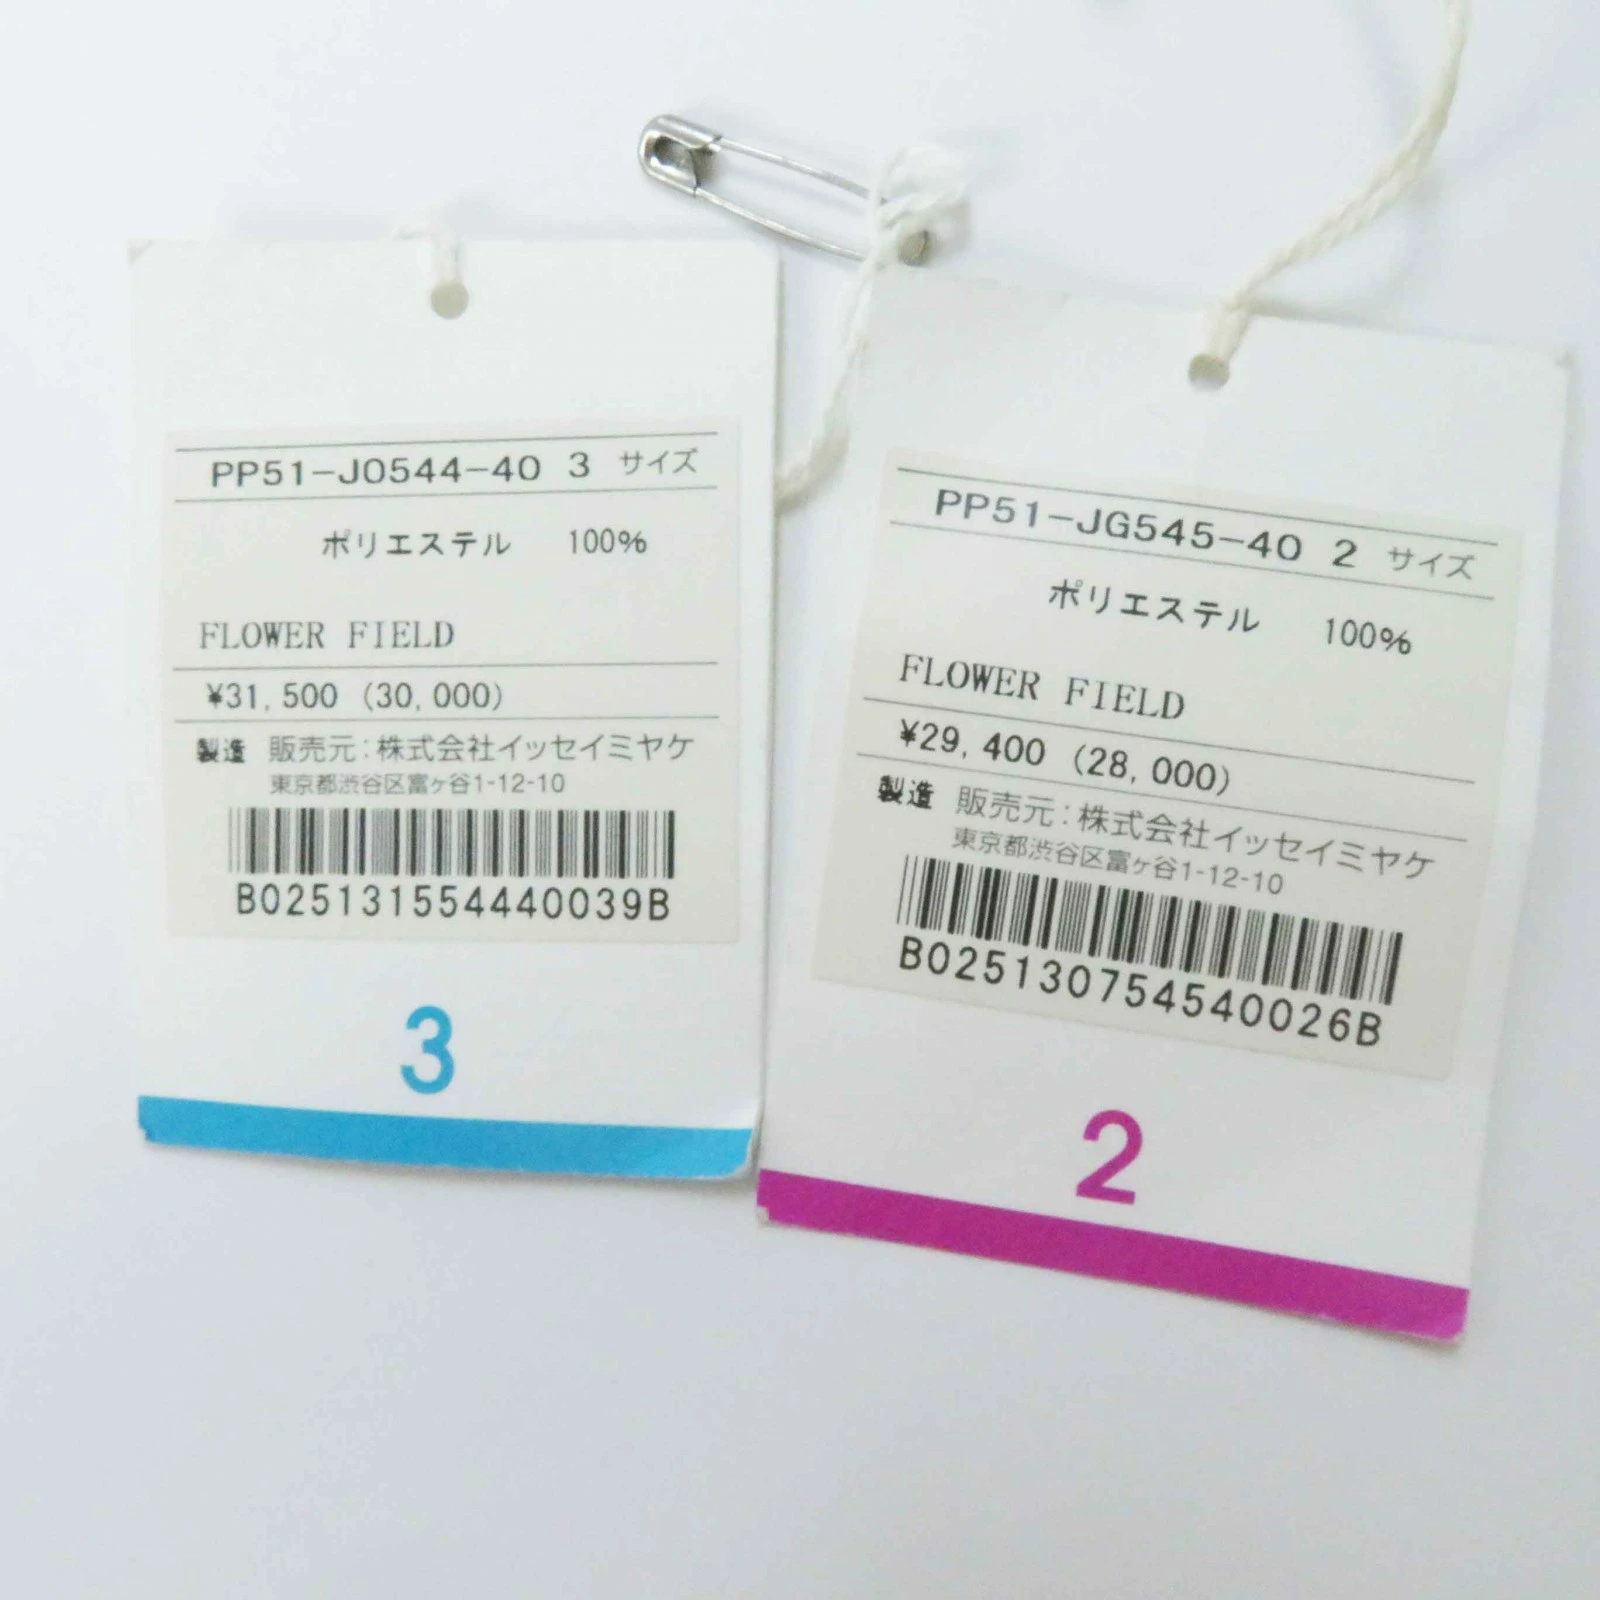 PP51-JO544-40 3 サイズ
ポリエステル 100%
FLOWER FIELD
¥31,500 (30,000)
製造 販売元:株式会社イッセイミヤケ
東京都渋谷区富ヶ谷1-12-10
B0251315544440039B
3
PP51-JG545-40 2 サイズ
ポリエステル 100%
FLOWER FIELD
¥29,400 (28,000)
製造 販売元:株式会社イッセイミヤケ
東京都渋谷区富ヶ谷1-12-10
B0251307545440026B
2